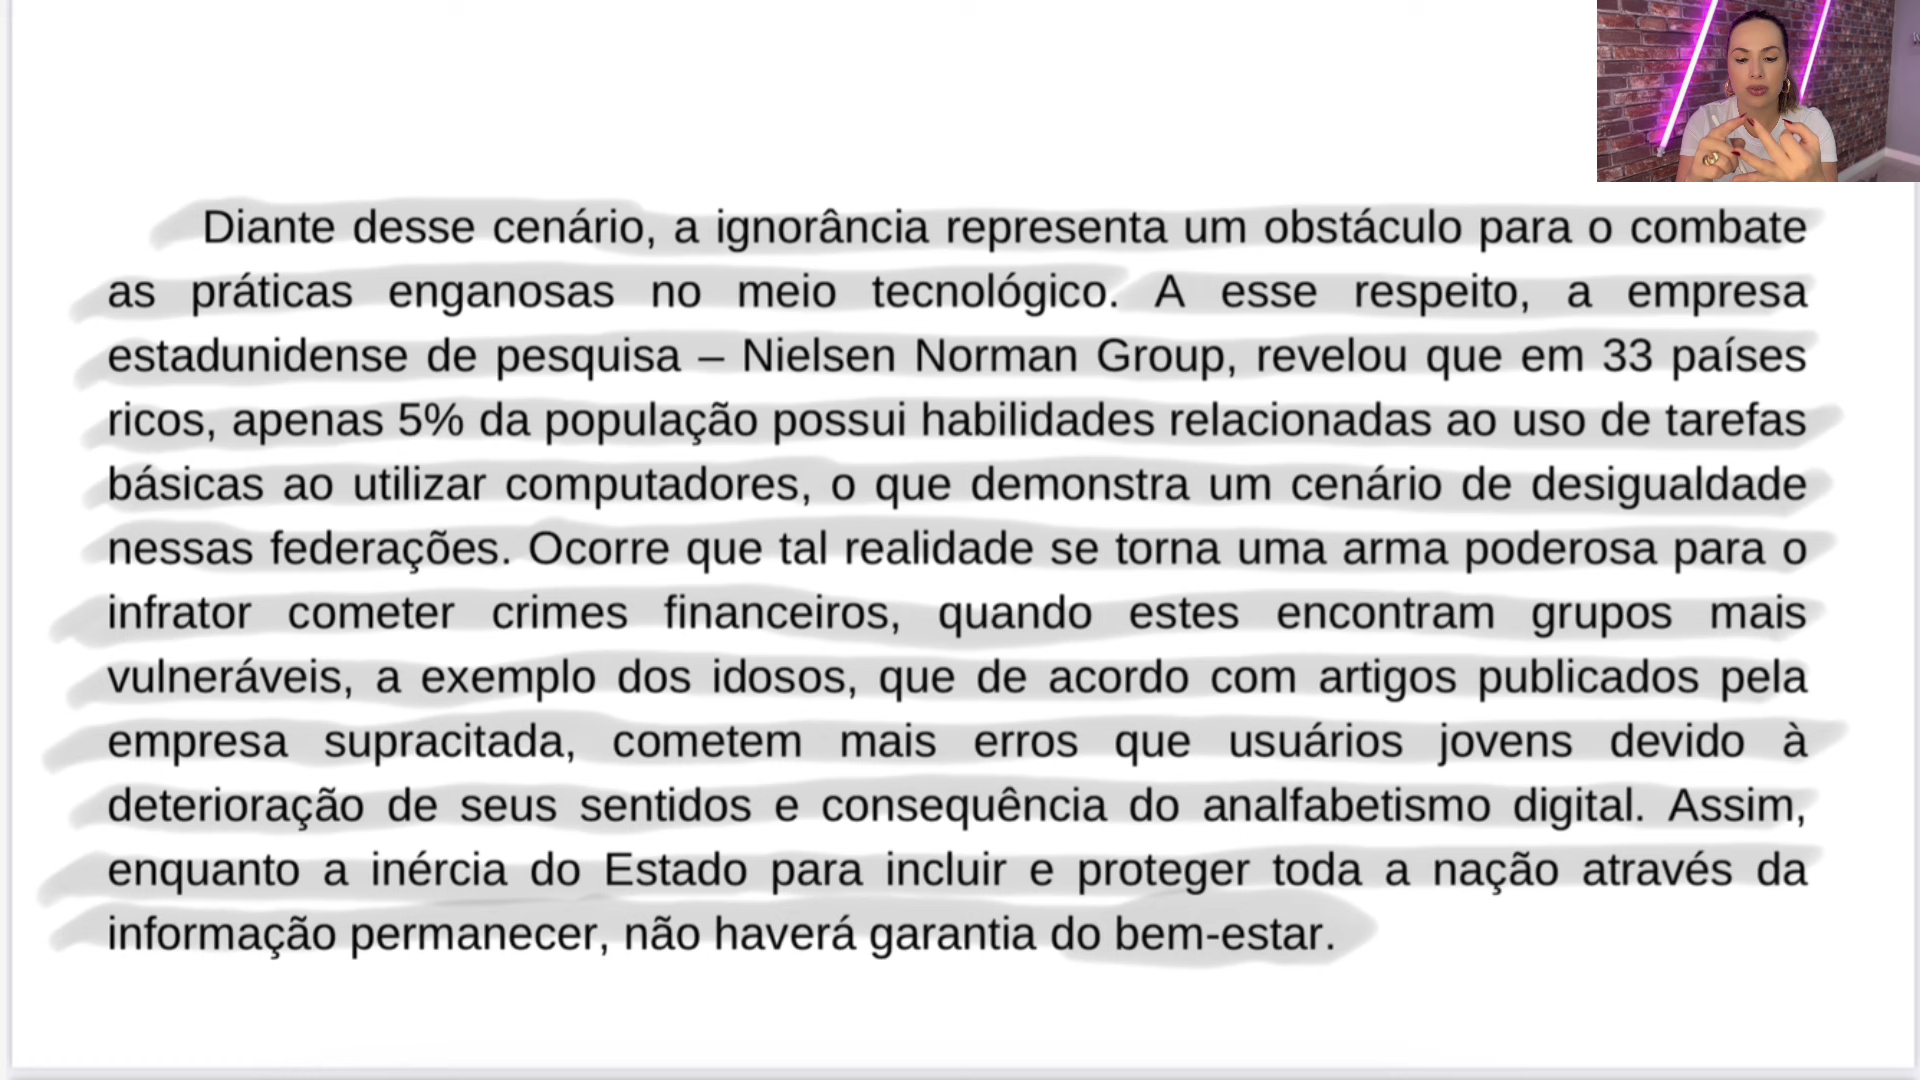 Diante desse cenário, a ignorância representa um obstáculo para o combate
as práticas enganosas no meio tecnológico. A esse respeito, a empresa
estadunidense de pesquisa – Nielsen Norman Group, revelou que em 33 países
ricos, apenas 5% da população possui habilidades relacionadas ao uso de tarefas
básicas ao utilizar computadores, o que demonstra um cenário de desigualdade
nessas federações. Ocorre que tal realidade se torna uma arma poderosa para o
infrator cometer crimes financeiros, quando estes encontram grupos mais
vulneráveis, a exemplo dos idosos, que de acordo com artigos publicados pela
empresa supracitada, cometem mais erros que usuários jovens devido à
deterioração de seus sentidos e consequência do analfabetismo digital. Assim,
enquanto a inércia do Estado para incluir e proteger toda a nação através da
informação permanecer, não haverá garantia do bem-estar.